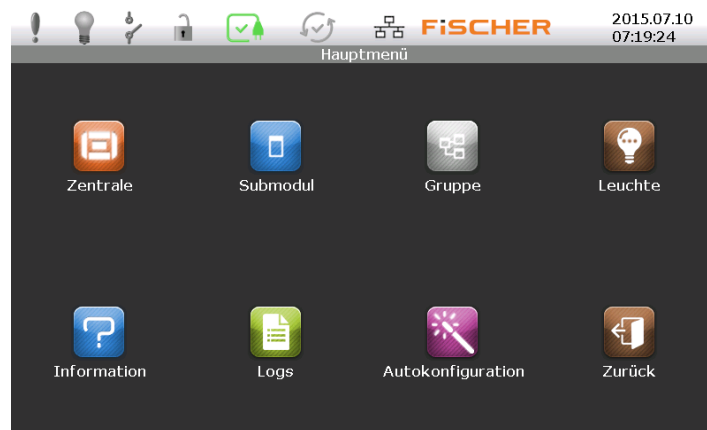 FiSCHER
2015.07.10
07:19:24
Hauptmenü
Zentrale
Submodul
Gruppe
Leuchte
Information
Logs
Autokonfiguration
Zurück